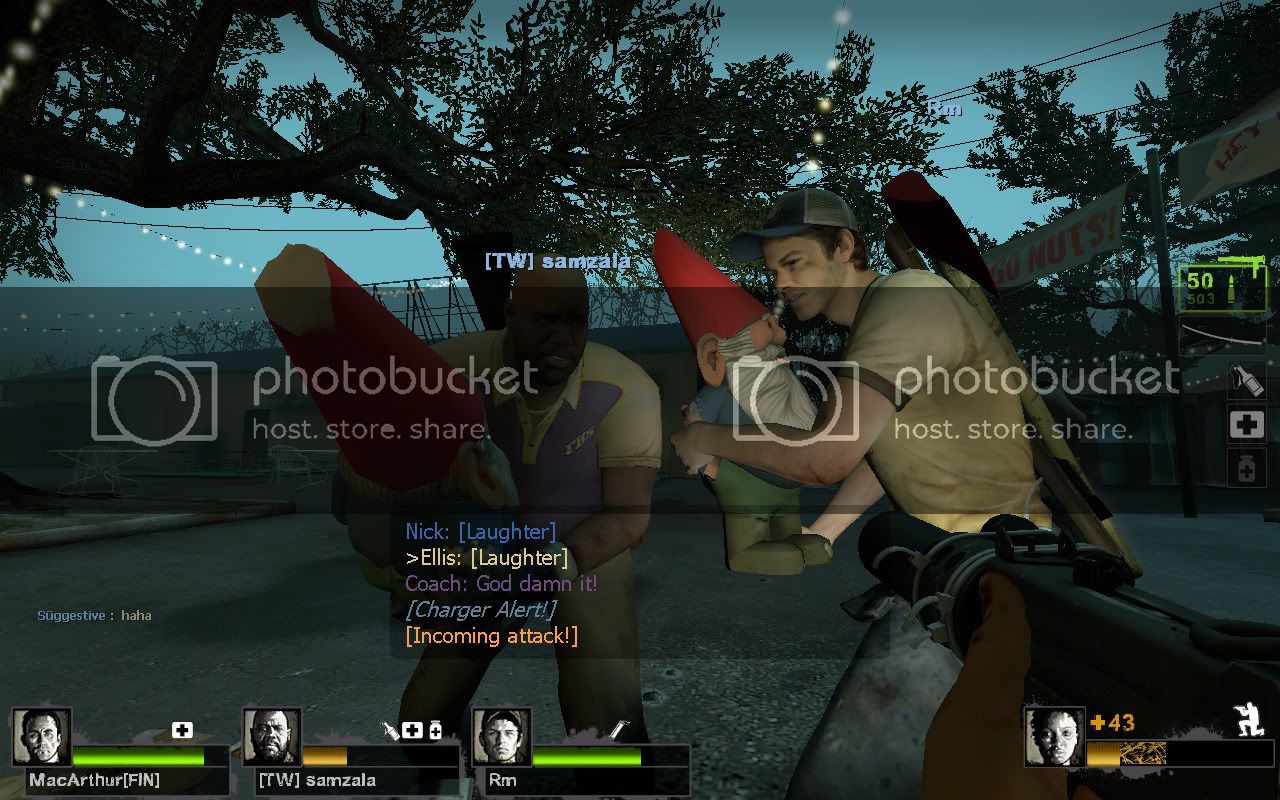 Rm
HEY
GO NUTS!
[TW] samzala
50
503
photobucket
host. store. share.
photobucket
host. store. share.
Nick: [Laughter]
>Ellis: [Laughter]
Coach: God damn it!
[Charger Alert!]
[Incoming attack!]
Süggestive : haha
+43
MacArthur[FIN]
[TW] samzala
Rm